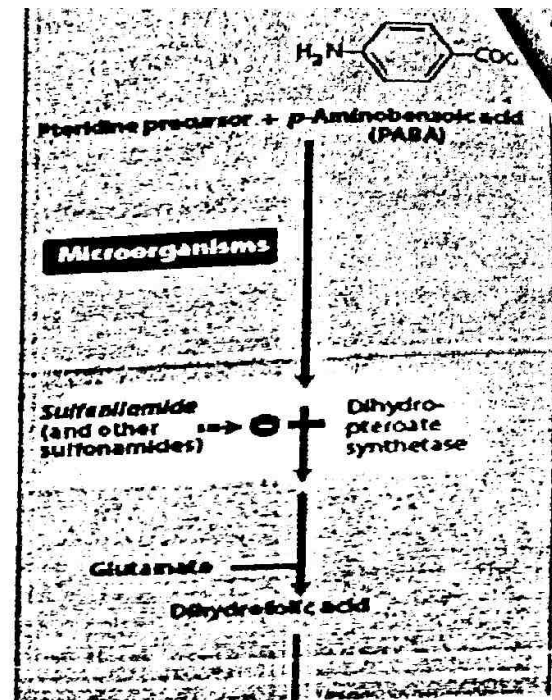 H₂N COO
Pteridine precursor + p-Aminobenzoic acid
(PABA)
Microorganisms
Sulfanilamide
(and other
sulfonamides)
Dihydro-
pteroate
synthetase
Glutamate
Dihydrofolic acid